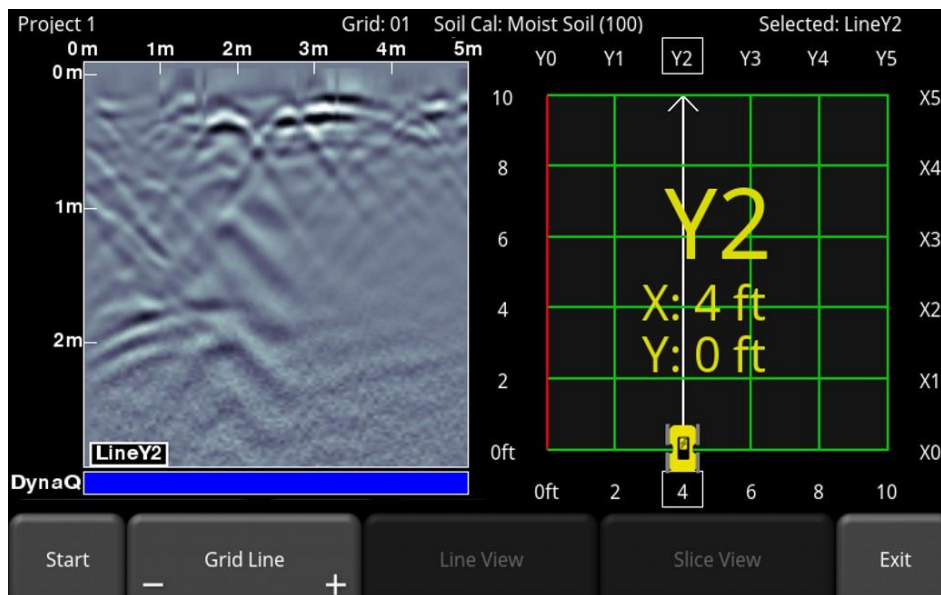 Project 1 Grid: 01 Soil Cal: Moist Soil (100) Selected: LineY2
0m 1m 2m 3m 4m 5m
Y0 Y1 Y2 Y3 Y4 Y5
0m
10 X5
8 X4
1m
Y2
6 X3
X: 4 ft
4 X2
2m
Y: 0 ft
2 X1
LineY2
0ft X0
DynaQ
0ft 2 4 6 8 10
Start Grid Line Line View Slice View Exit
− +